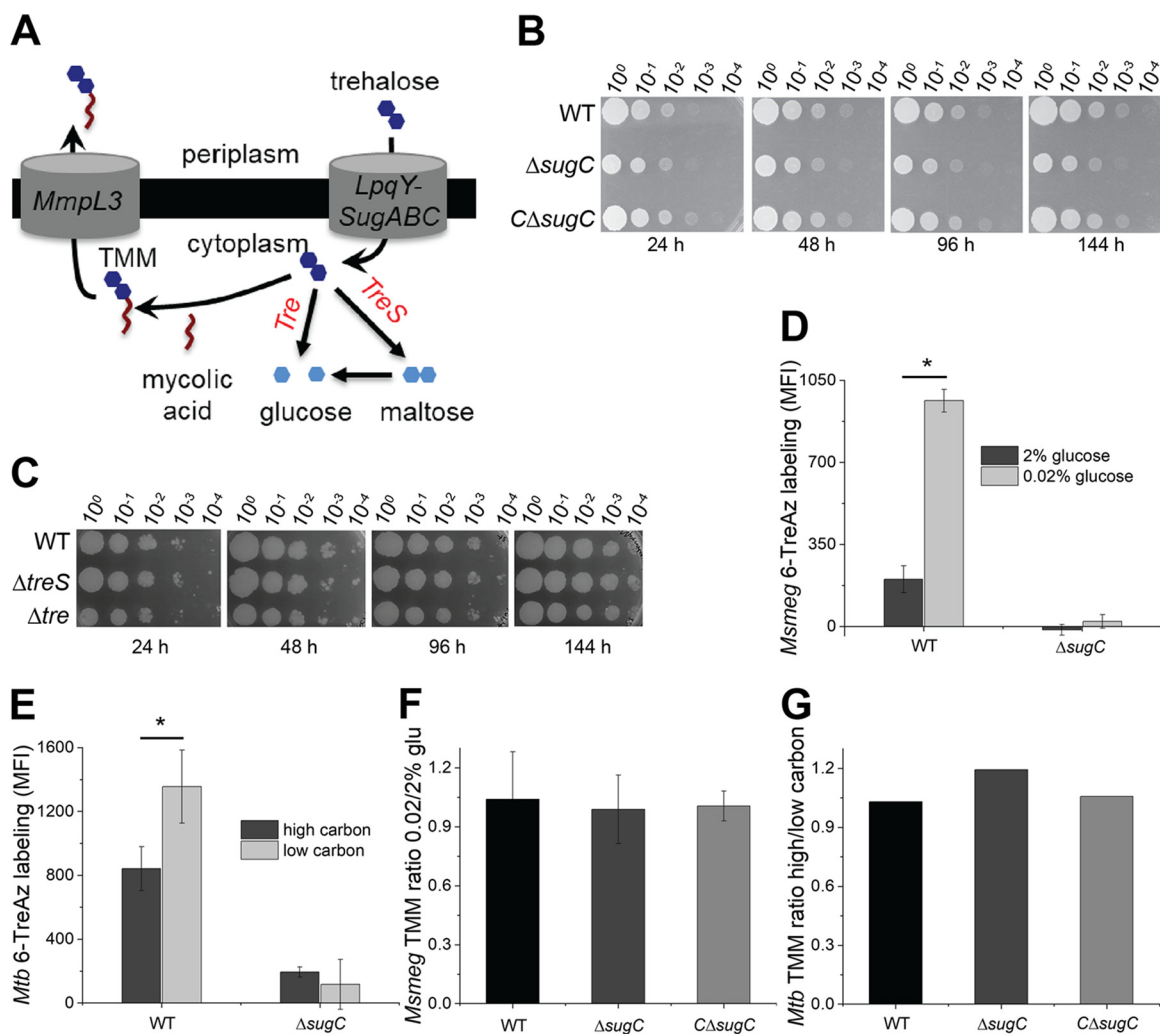 A
trehalose
periplasm
MmpL3
LpqY-
SugABC
TMM
cytoplasm
Tre
TreS
mycolic
acid
glucose
maltose
B
10⁰ 10⁻¹ 10⁻² 10⁻³ 10⁻⁴ 10⁰ 10⁻¹ 10⁻² 10⁻³ 10⁻⁴ 10⁰ 10⁻¹ 10⁻² 10⁻³ 10⁻⁴ 10⁰ 10⁻¹ 10⁻² 10⁻³ 10⁻⁴
WT
ΔsugC
CΔsugC
24 h 48 h 96 h 144 h
C
10⁰ 10⁻¹ 10⁻² 10⁻³ 10⁻⁴ 10⁰ 10⁻¹ 10⁻² 10⁻³ 10⁻⁴ 10⁰ 10⁻¹ 10⁻² 10⁻³ 10⁻⁴ 10⁰ 10⁻¹ 10⁻² 10⁻³ 10⁻⁴
WT
ΔtreS
Δtre
24 h 48 h 96 h 144 h
D
Msmeg 6-TreAz labeling (MFI)
1050
700
350
0
*
2% glucose
0.02% glucose
WT ΔsugC
E
Mtb 6-TreAz labeling (MFI)
1600
1200
800
400
0
*
high carbon
low carbon
WT ΔsugC
F
Msmeg TMM ratio 0.02/2% glu
1.2
0.9
0.6
0.3
0.0
WT ΔsugC CΔsugC
G
Mtb TMM ratio high/low carbon
1.2
0.9
0.6
0.3
0.0
WT ΔsugC CΔsugC